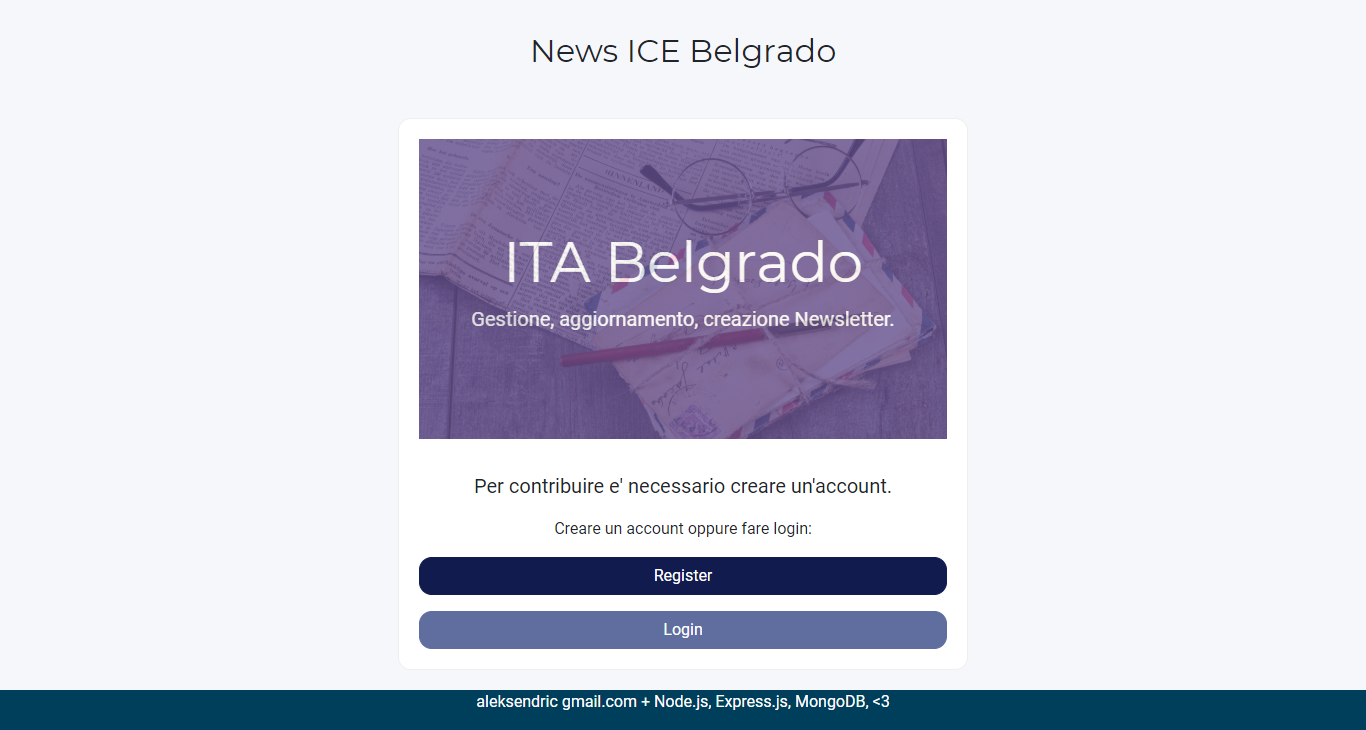 News ICE Belgrado
SINNENLAND
ITA Belgrado
Gestione, aggiornamento, creazione Newsletter.
Per contribuire e' necessario creare un'account.
Creare un account oppure fare login:
Register
Login
aleksendric gmail.com + Node.js, Express.js, MongoDB, <3